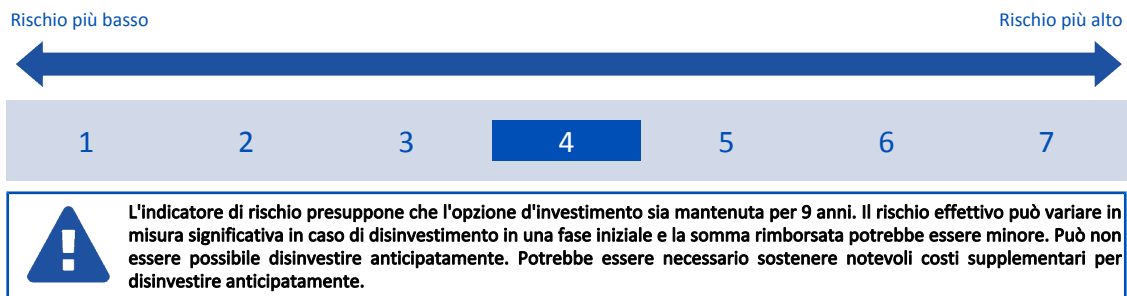 Rischio più basso Rischio più alto
1 2 3 4 5 6 7
L'indicatore di rischio presuppone che l'opzione d'investimento sia mantenuta per 9 anni. Il rischio effettivo può variare in
misura significativa in caso di disinvestimento in una fase iniziale e la somma rimborsata potrebbe essere minore. Può non
essere possibile disinvestire anticipatamente. Potrebbe essere necessario sostenere notevoli costi supplementari per
disinvestire anticipatamente.